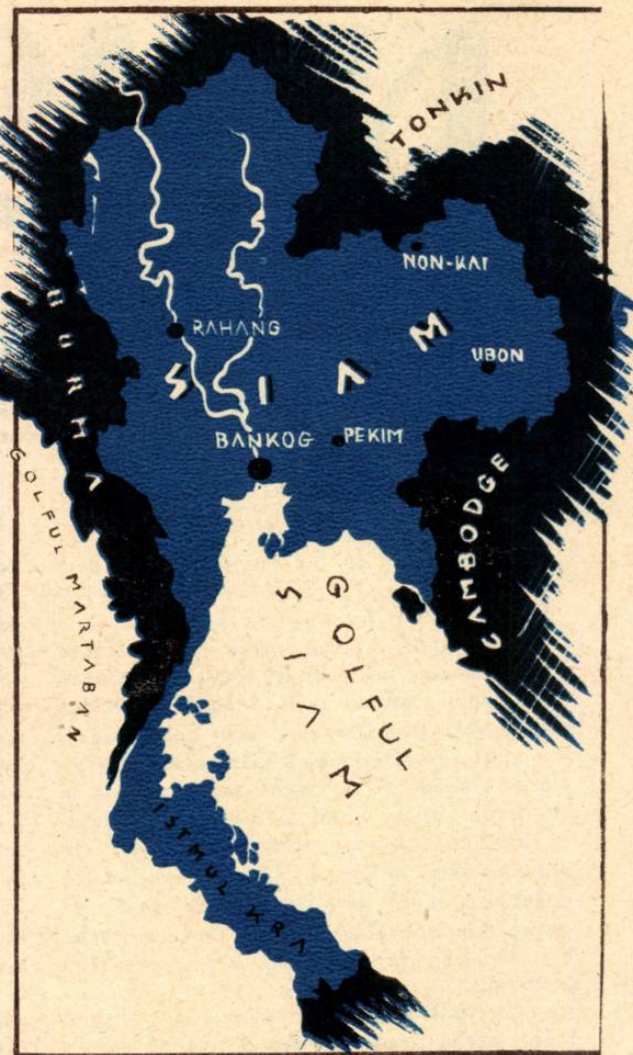 TONKIN
NON-KAI
BURMA
RAHANG
SIAM
UBON
BANKOG
PEKIM
GOLFUL MARTABAN
CAMBODGE
GOLFUL
SIAM
ISTMUL KRA